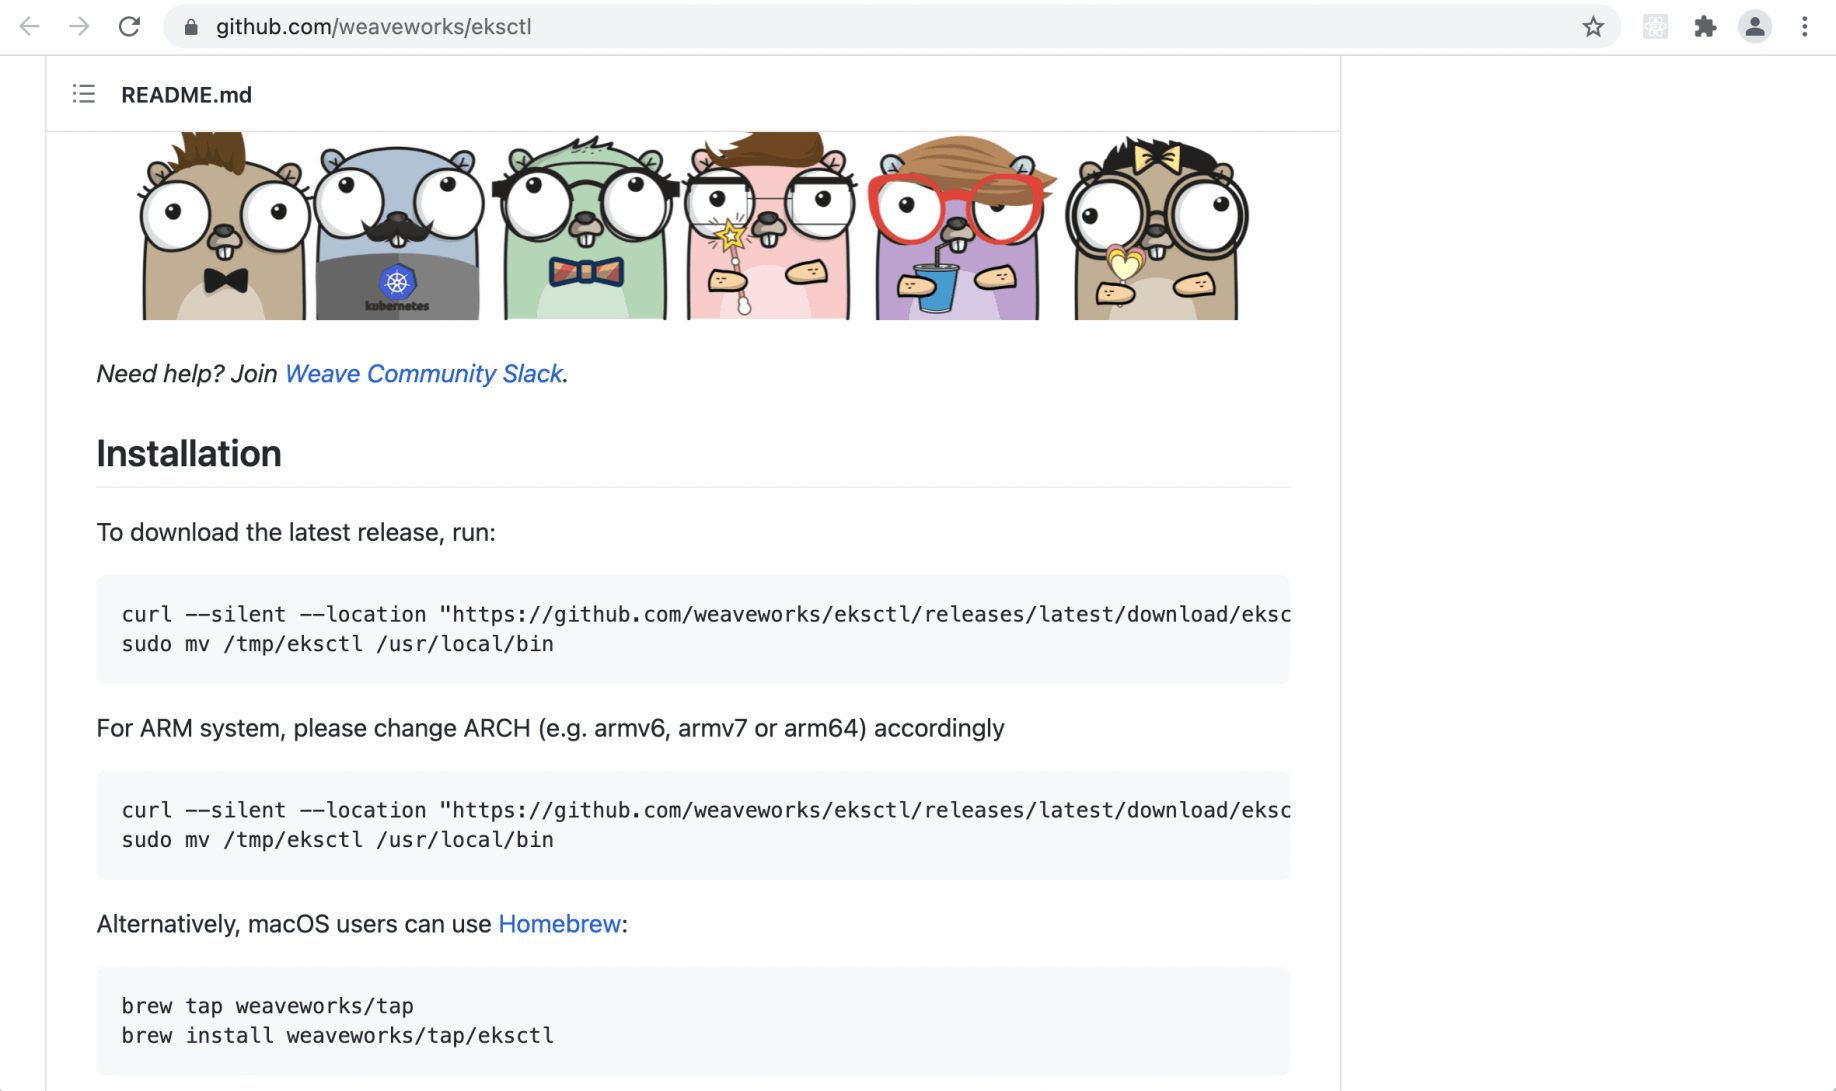 github.com/weaveworks/eksctl
README.md
kubernetes
Need help? Join Weave Community Slack.
Installation
To download the latest release, run:
curl --silent --location "https://github.com/weaveworks/eksctl/releases/latest/download/eksc
sudo mv /tmp/eksctl /usr/local/bin
For ARM system, please change ARCH (e.g. armv6, armv7 or arm64) accordingly
curl --silent --location "https://github.com/weaveworks/eksctl/releases/latest/download/eksc
sudo mv /tmp/eksctl /usr/local/bin
Alternatively, macOS users can use Homebrew:
brew tap weaveworks/tap
brew install weaveworks/tap/eksctl